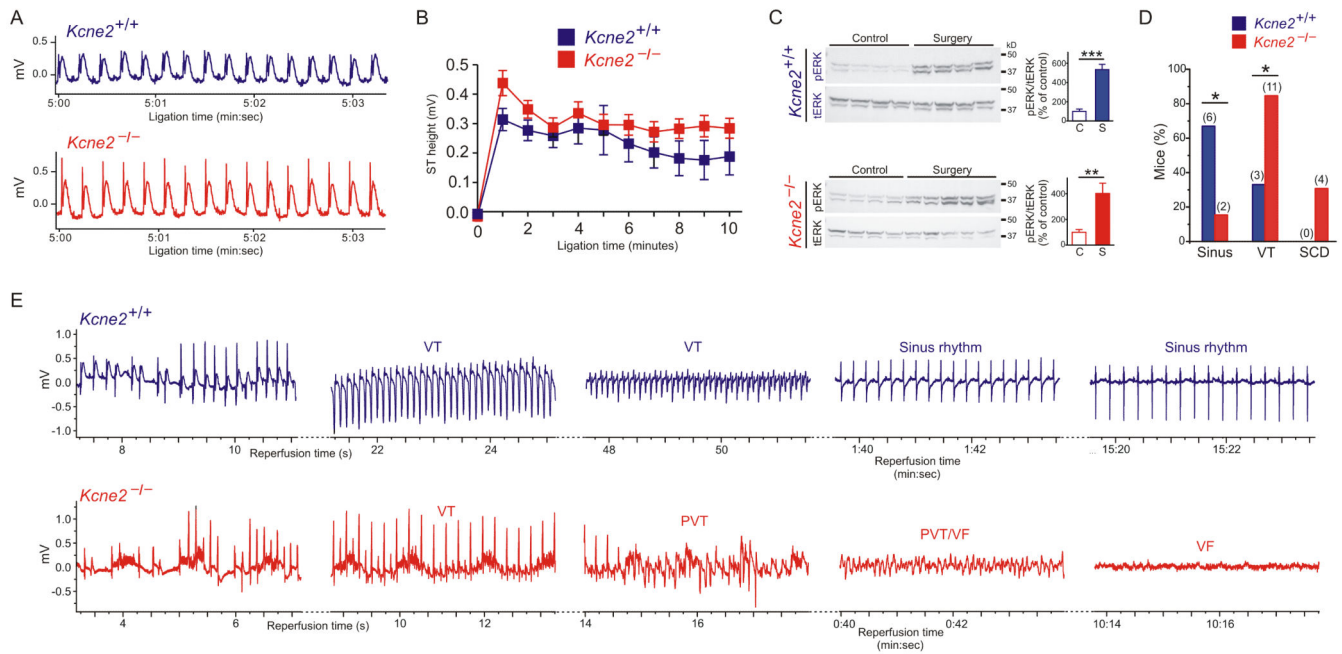 A
Kcne2+/+
0.5
0.0
mV
5:00 5:01 5:02 5:03
Ligation time (min:sec)
Kcne2−/−
0.5
0.0
mV
5:00 5:01 5:02 5:03
Ligation time (min:sec)
B
Kcne2+/+
Kcne2−/−
0.5
0.4
0.3
0.2
0.1
0.0
ST height (mV)
0 2 4 6 8 10
Ligation time (minutes)
C
Control Surgery
kD
Kcne2+/+
pERK
50
37
tERK
50
37
***
600
400
200
0
pERK/tERK
(% of control)
C S
Control Surgery
Kcne2−/−
pERK
50
37
tERK
50
37
**
600
400
200
0
pERK/tERK
(% of control)
C S
D
Kcne2+/+
Kcne2−/−
100
80
60
40
20
0
Mice (%)
* *
(6) (2) (3) (11) (0) (4)
Sinus VT SCD
E
Kcne2+/+
VT VT Sinus rhythm Sinus rhythm
1.0
0.5
0.0
-0.5
-1.0
mV
8 10 22 24 48 50 1:40 1:42 ... 15:20 15:22
Reperfusion time (s)
Reperfusion time
(min:sec)
Kcne2−/−
VT PVT PVT/VF VF
1.0
0.5
0.0
-0.5
mV
4 6 10 12 14 16 0:40 0:42 10:14 10:16
Reperfusion time (s)
Reperfusion time
(min:sec)